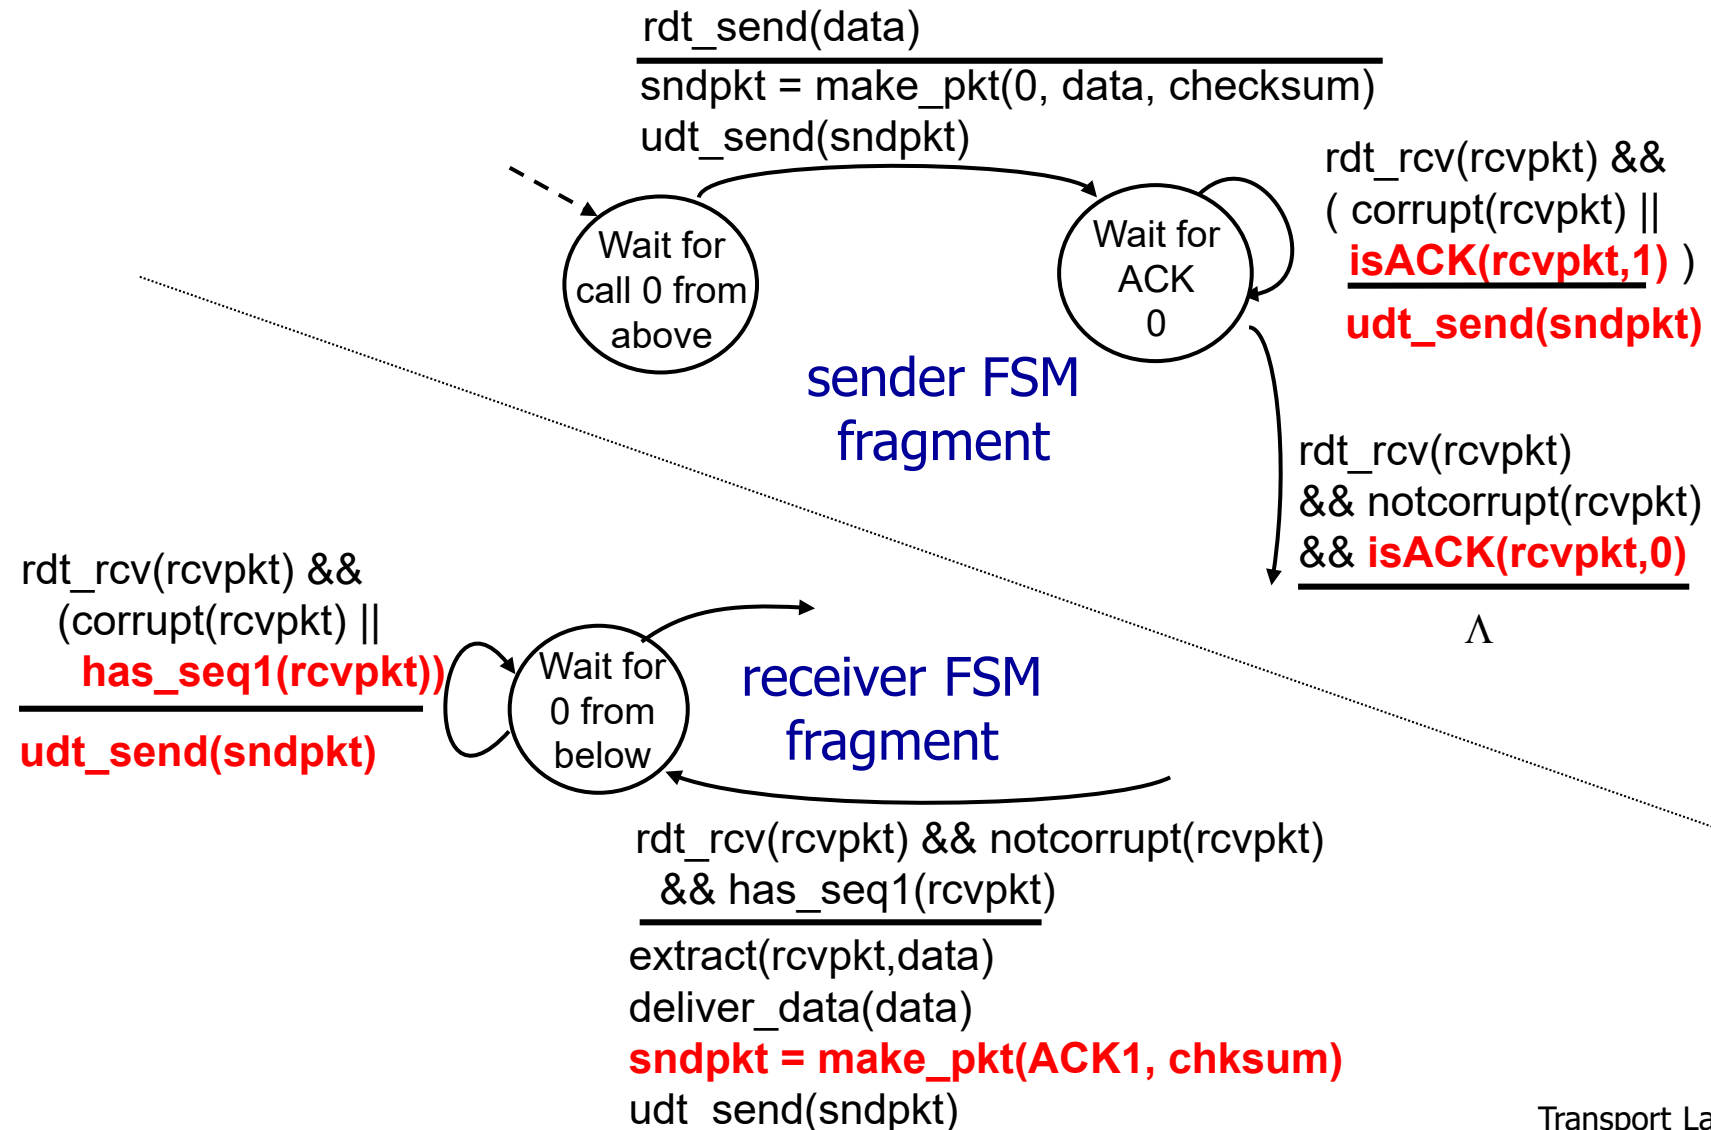 rdt_send(data)
sndpkt = make_pkt(0, data, checksum)
udt_send(sndpkt)
Wait for
call 0 from
above
Wait for
ACK
0
rdt_rcv(rcvpkt) &&
( corrupt(rcvpkt) ||
isACK(rcvpkt,1) )
udt_send(sndpkt)
sender FSM
fragment
rdt_rcv(rcvpkt)
&& notcorrupt(rcvpkt)
&& isACK(rcvpkt,0)
Λ
rdt_rcv(rcvpkt) &&
(corrupt(rcvpkt) ||
has_seq1(rcvpkt))
udt_send(sndpkt)
Wait for
0 from
below
receiver FSM
fragment
rdt_rcv(rcvpkt) && notcorrupt(rcvpkt)
&& has_seq1(rcvpkt)
extract(rcvpkt,data)
deliver_data(data)
sndpkt = make_pkt(ACK1, chksum)
udt_send(sndpkt)
Transport La